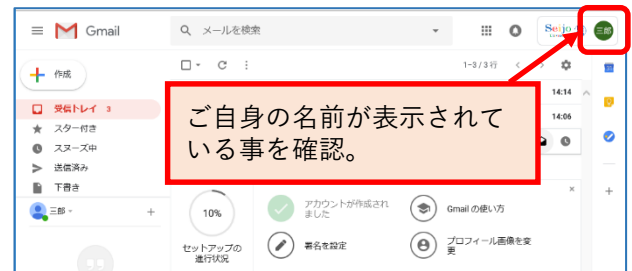 Gmail
メールを検索
Seijo
三郎
作成
1-3 / 3 行
受信トレイ 3
14:14
スター付き
14:06
スヌーズ中
送信済み
下書き
三郎
ご自身の名前が表示されて
いる事を確認。
10%
セットアップの
進行状況
アカウントが作成され
ました
Gmail の使い方
署名を設定
プロフィール画像を変
更